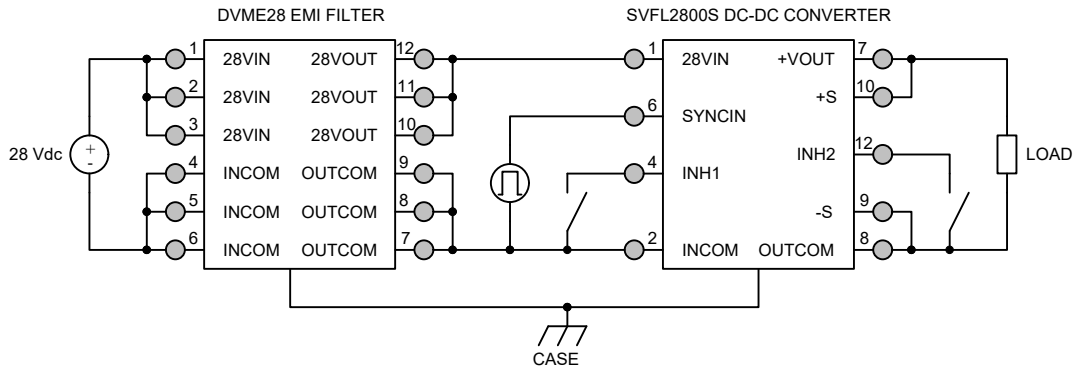 DVME28 EMI FILTER SVFL2800S DC-DC CONVERTER
1 28VIN 28VOUT 12 1 28VIN +VOUT 7
2 28VIN 28VOUT 11 +S 10
6 SYNCIN
3 28VIN 28VOUT 10
28 Vdc + - INH2 12 LOAD
4 INCOM OUTCOM 9 4 INH1
5 INCOM OUTCOM 8 -S 9
6 INCOM OUTCOM 7 2 INCOM OUTCOM 8
CASE